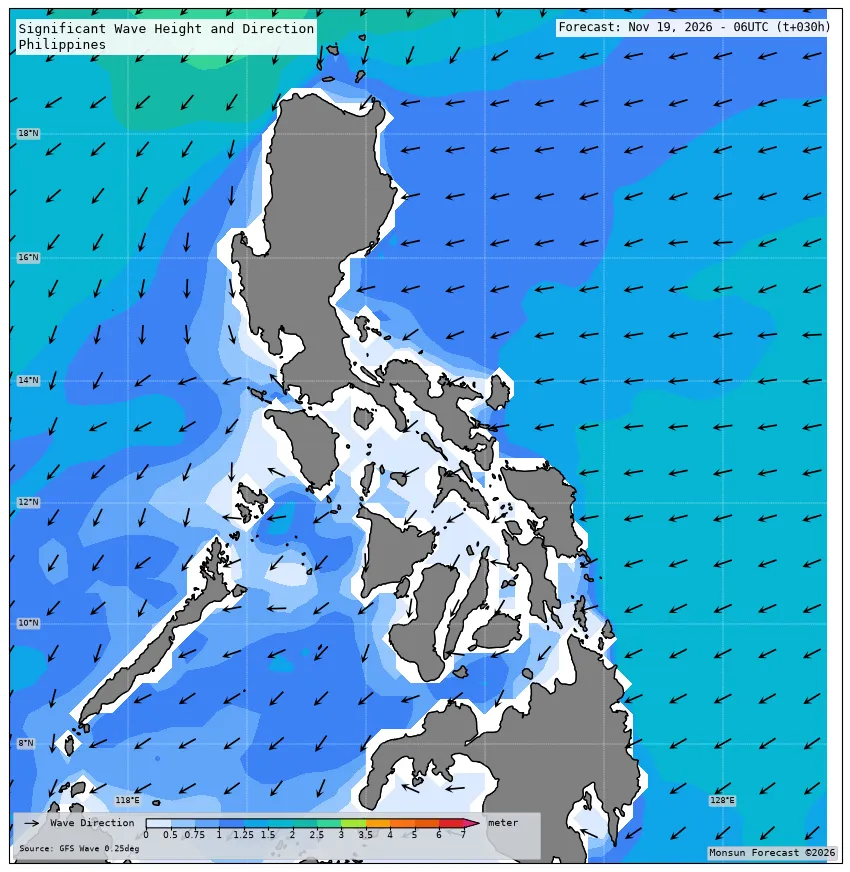 Significant Wave Height and Direction
Philippines
Forecast: Nov 19, 2026 - 06UTC (t+030h)
18°N
16°N
14°N
12°N
10°N
8°N
118°E
128°E
Wave Direction
0 0.5 0.75 1 1.25 1.5 2 2.5 3 3.5 4 5 6 7
meter
Source: GFS Wave 0.25deg
Monsun Forecast ©2026